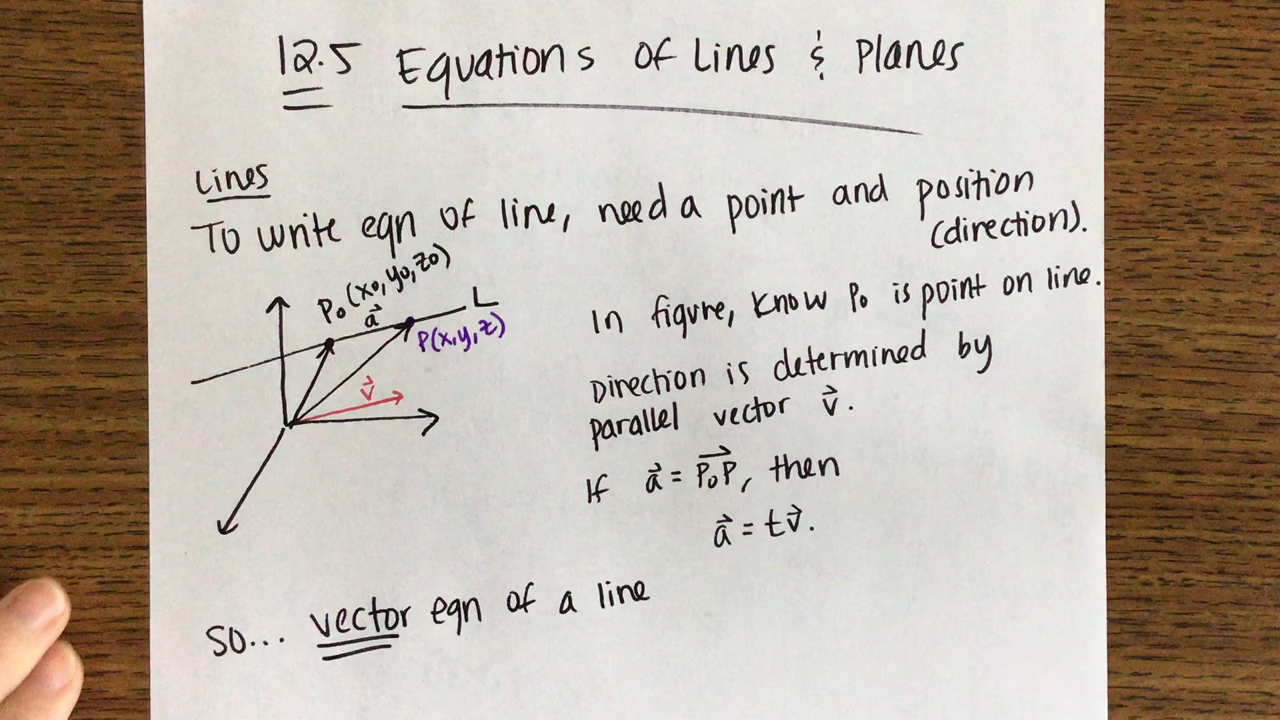 12.5 Equations of Lines & Planes
Lines
To write eqn of line, need a point and position
(direction).
P₀(x₀,y₀,z₀)
a⃗
L
P(x,y,z)
v⃗
In figure, know P₀ is point on line.
Direction is determined by
parallel vector v⃗.
If a⃗ = P₀P⃗, then
a⃗ = tv⃗.
So... vector eqn of a line